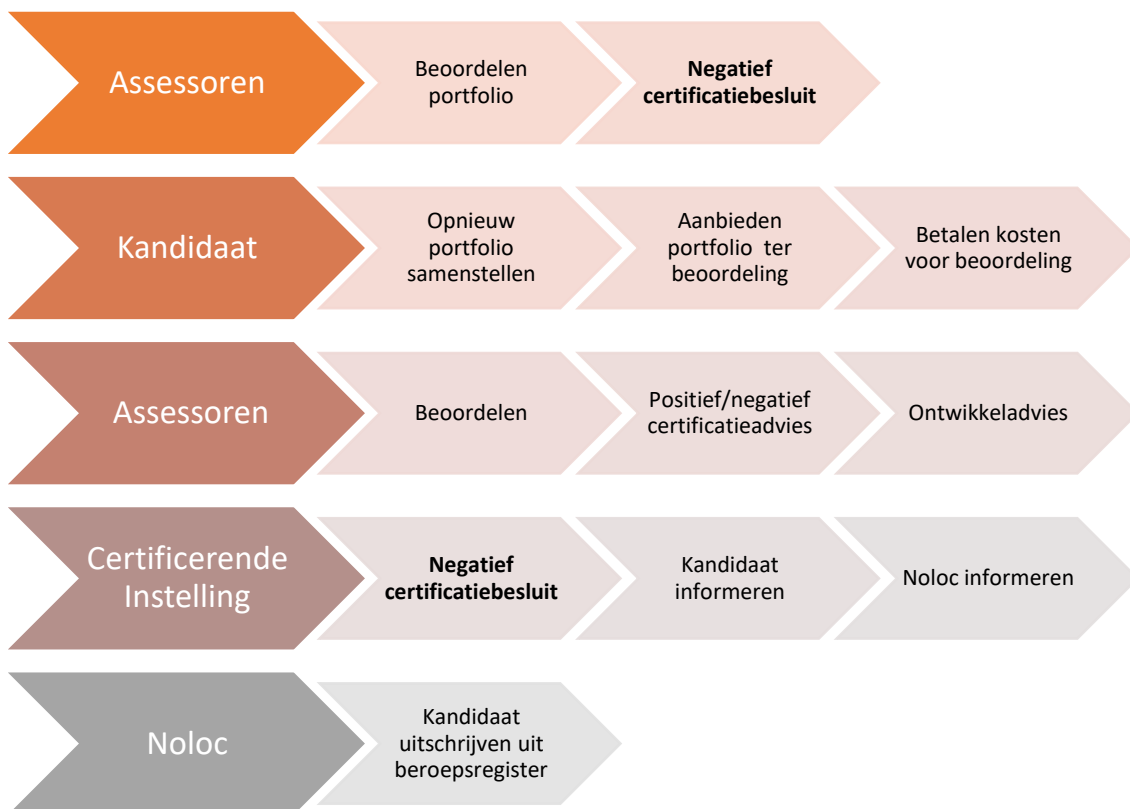 Assessoren
Beoordelen
portfolio
Negatief
certificatiebesluit
Kandidaat
Opnieuw
portfolio
samenstellen
Aanbieden
portfolio ter
beoordeling
Betalen kosten
voor beoordeling
Assessoren
Beoordelen
Positief/negatief
certificatieadvies
Ontwikkeladvies
Certificerende
Instelling
Negatief
certificatiebesluit
Kandidaat
informeren
Noloc informeren
Noloc
Kandidaat
uitschrijven uit
beroepsregister